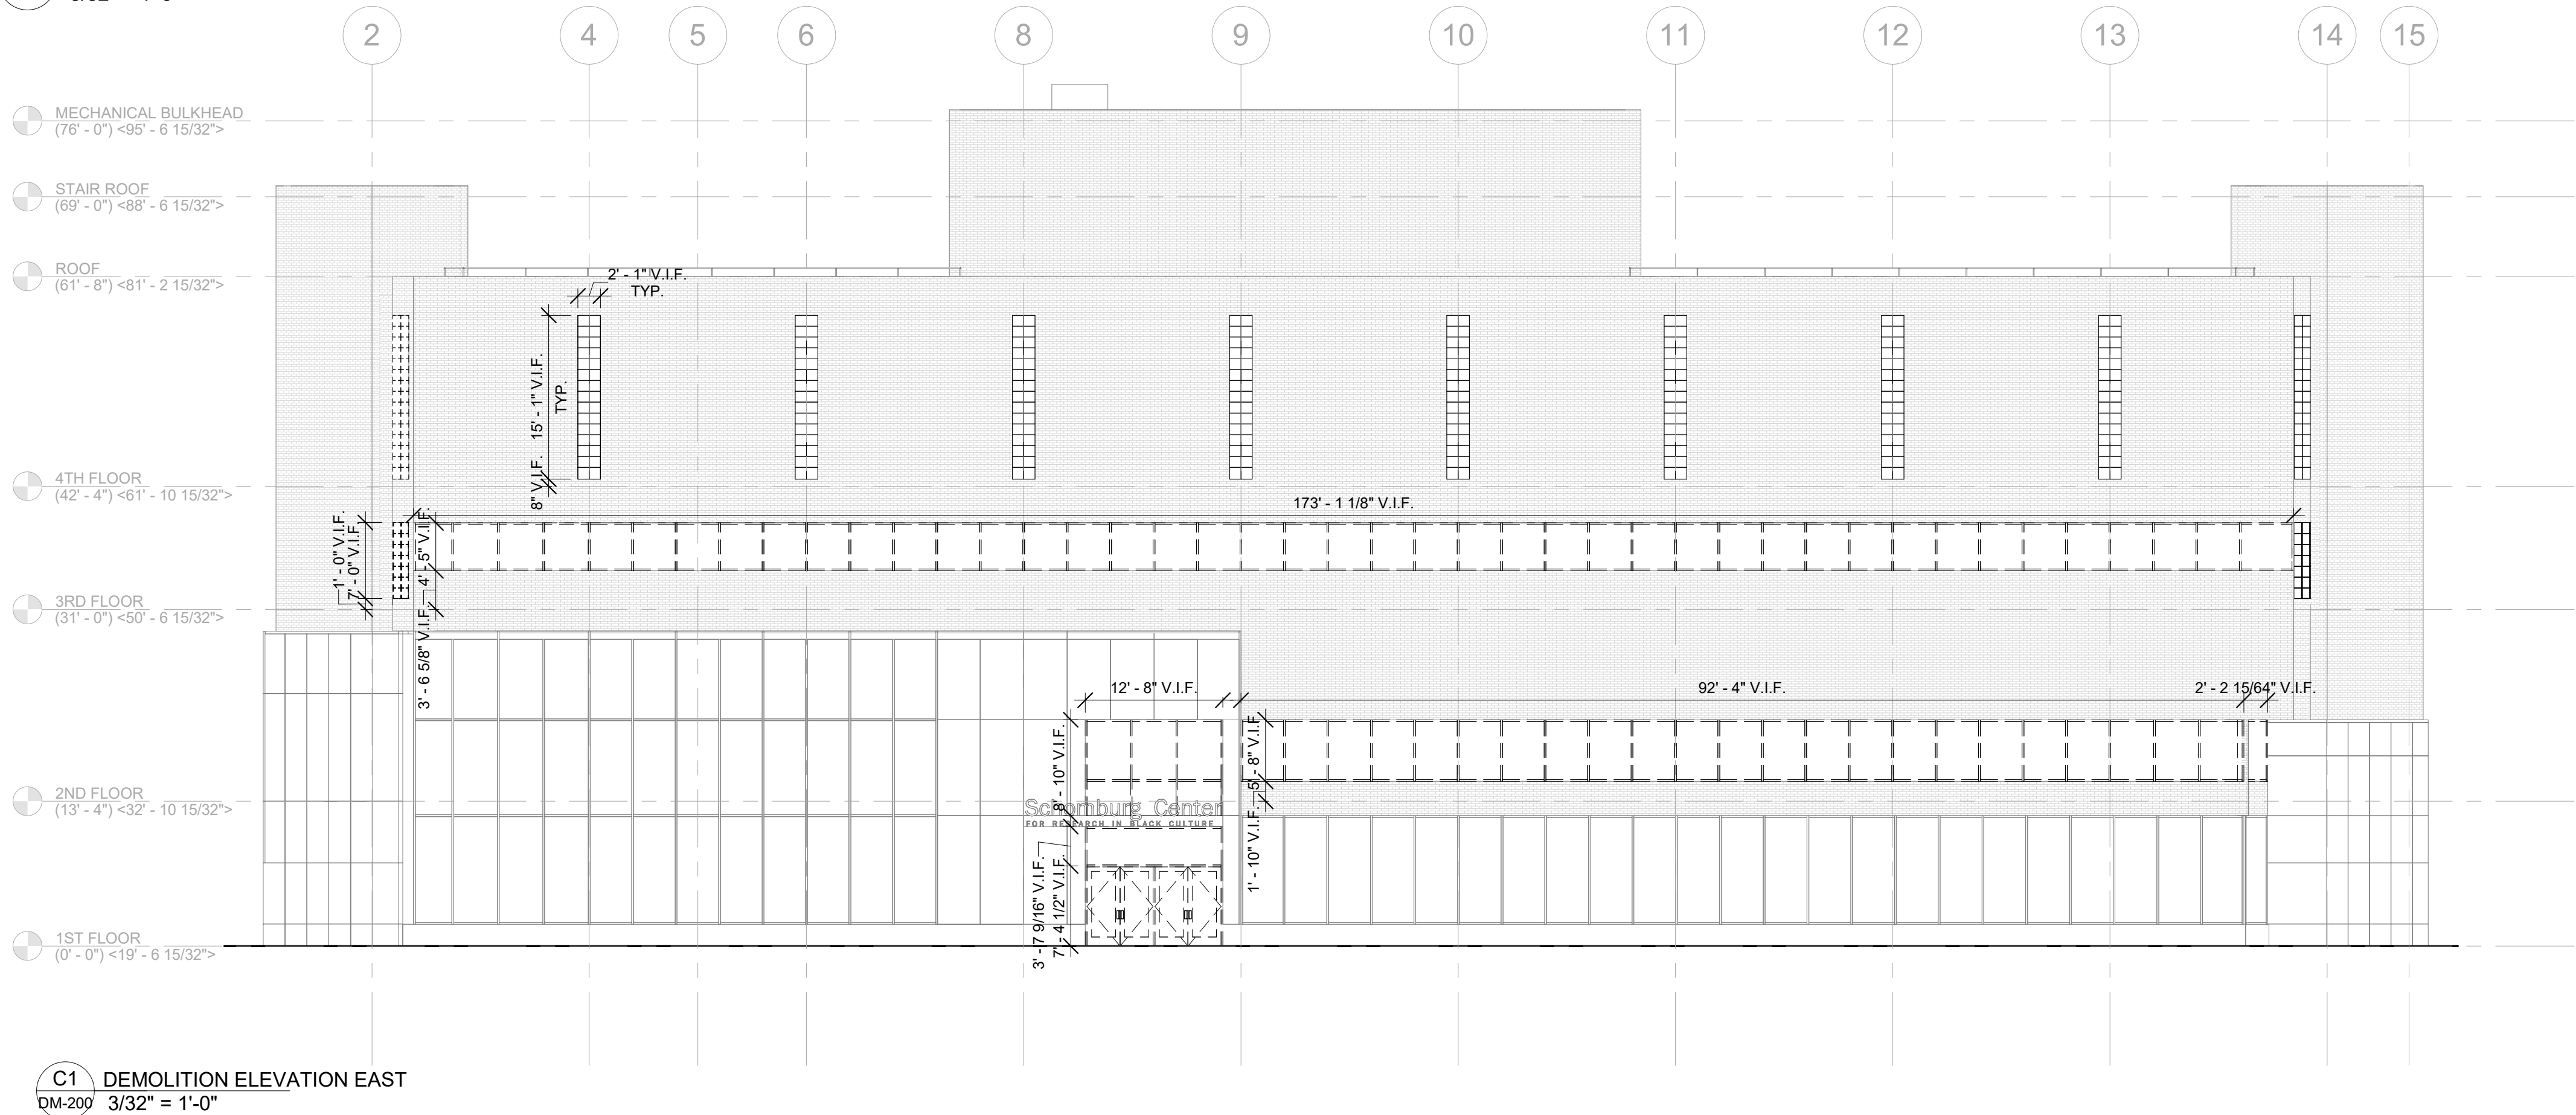 2 4 5 6 8 9 10 11 12 13 14 15
MECHANICAL BULKHEAD
(76' - 0") <95' - 6 15/32">
STAIR ROOF
(69' - 0") <88' - 6 15/32">
ROOF
(61' - 8") <81' - 2 15/32">
2' - 1" V.I.F.
TYP.
15' - 1" V.I.F.
TYP.
8" V.I.F.
4TH FLOOR
(42' - 4") <61' - 10 15/32">
173' - 1 1/8" V.I.F.
1' - 0" V.I.F.
7' - 0" V.I.F.
4' - 5" V.I.F.
3' - 6 5/8" V.I.F.
3RD FLOOR
(31' - 0") <50' - 6 15/32">
12' - 8" V.I.F.
92' - 4" V.I.F.
2' - 2 15/64" V.I.F.
8' - 10" V.I.F.
5' - 8" V.I.F.
1' - 10" V.I.F.
2ND FLOOR
(13' - 4") <32' - 10 15/32">
Schomburg Center
FOR RESEARCH IN BLACK CULTURE
3' - 7 9/16" V.I.F.
7' - 4 1/2" V.I.F.
1ST FLOOR
(0' - 0") <19' - 6 15/32">
C1 DEMOLITION ELEVATION EAST
DM-200 3/32" = 1'-0"